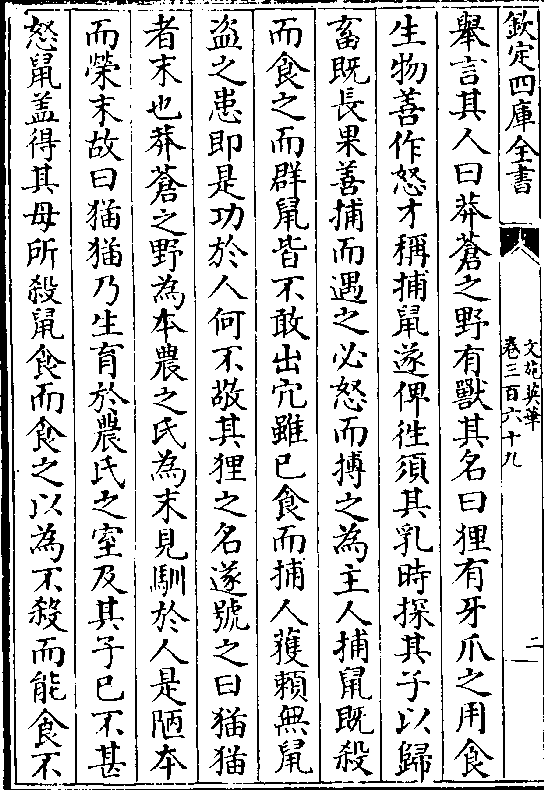 欽定四庫全書
文苑英華
卷三百六十九
二
舉言其人曰莽蒼之野有獸其名曰狸有牙爪之用食
生物善作怒才稱捕鼠遂俾徃須其乳時探其子以歸
畜既長果善捕而遇之必怒而搏之為主人捕鼠既殺
而食之而群鼠皆不敢出穴雖已食而捕人獲賴無鼠
盗之患即是功於人何不敬其狸之名遂號之曰猫猫
者末也莽蒼之野為本農之氏為末見馴於人是陋本
而榮末故曰猫猫乃生育於農氏之室及其子已不甚
怒鼠盖得其母所殺鼠食而食之以為不殺而能食不